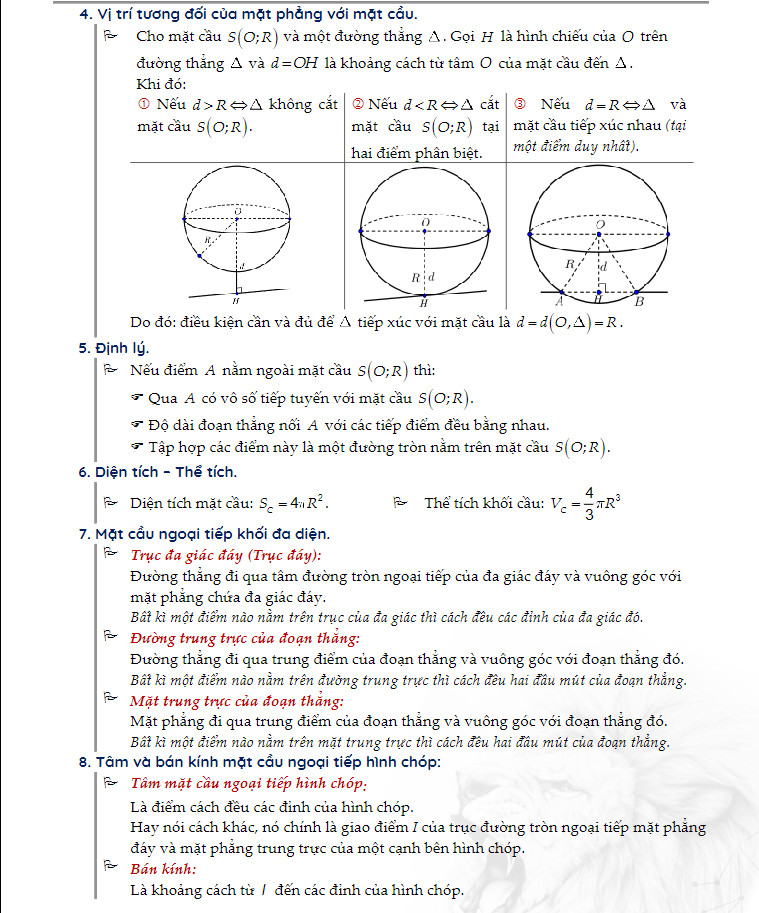 4. Vị trí tương đối của mặt phẳng với mặt cầu.
Cho mặt cầu S(O;R) và một đường thẳng Δ. Gọi H là hình chiếu của O trên
đường thẳng Δ và d=OH là khoảng cách từ tâm O của mặt cầu đến Δ.
Khi đó:
① Nếu d>R⇔Δ không cắt
mặt cầu S(O;R).
② Nếu d<R⇔Δ cắt
mặt cầu S(O;R) tại
hai điểm phân biệt.
③ Nếu d=R⇔Δ và
mặt cầu tiếp xúc nhau (tại
một điểm duy nhất).
O
R
d
H
O
R d
H
O
R d
A H B
Do đó: điều kiện cần và đủ để Δ tiếp xúc với mặt cầu là d=d(O,Δ)=R.
5. Định lý.
Nếu điểm A nằm ngoài mặt cầu S(O;R) thì:
☞ Qua A có vô số tiếp tuyến với mặt cầu S(O;R).
☞ Độ dài đoạn thẳng nối A với các tiếp điểm đều bằng nhau.
☞ Tập hợp các điểm này là một đường tròn nằm trên mặt cầu S(O;R).
6. Diện tích – Thể tích.
Diện tích mặt cầu: S_C = 4πR². Thể tích khối cầu: V_C = 4/3 πR³
7. Mặt cầu ngoại tiếp khối đa diện.
Trục đa giác đáy (Trục đáy):
Đường thẳng đi qua tâm đường tròn ngoại tiếp của đa giác đáy và vuông góc với
mặt phẳng chứa đa giác đáy.
Bất kì một điểm nào nằm trên trục của đa giác thì cách đều các đỉnh của đa giác đó.
Đường trung trực của đoạn thẳng:
Đường thẳng đi qua trung điểm của đoạn thẳng và vuông góc với đoạn thẳng đó.
Bất kì một điểm nào nằm trên đường trung trực thì cách đều hai đầu mút của đoạn thẳng.
Mặt trung trực của đoạn thẳng:
Mặt phẳng đi qua trung điểm của đoạn thẳng và vuông góc với đoạn thẳng đó.
Bất kì một điểm nào nằm trên mặt trung trực thì cách đều hai đầu mút của đoạn thẳng.
8. Tâm và bán kính mặt cầu ngoại tiếp hình chóp:
Tâm mặt cầu ngoại tiếp hình chóp:
Là điểm cách đều các đỉnh của hình chóp.
Hay nói cách khác, nó chính là giao điểm I của trục đường tròn ngoại tiếp mặt phẳng
đáy và mặt phẳng trung trực của một cạnh bên hình chóp.
Bán kính:
Là khoảng cách từ I đến các đỉnh của hình chóp.